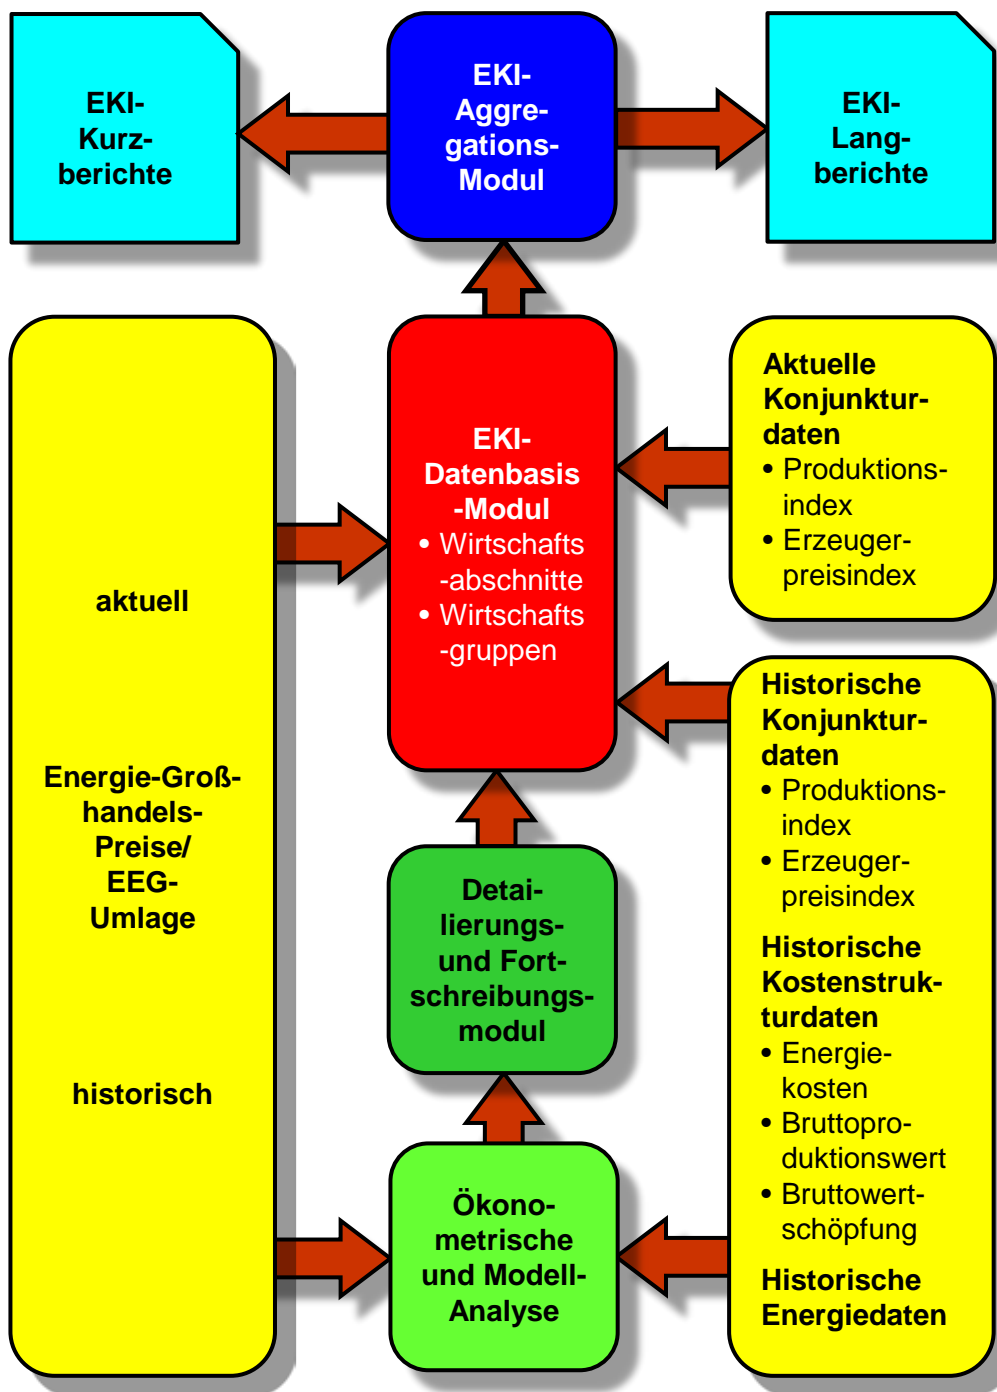 EKI-
Kurz-
berichte
EKI-
Aggre-
gations-
Modul
EKI-
Lang-
berichte
aktuell
Energie-Groß-
handels-
Preise/
EEG-
Umlage
historisch
EKI-
Datenbasis
-Modul
• Wirtschafts
-abschnitte
• Wirtschafts
-gruppen
Detai-
lierungs-
und Fort-
schreibungs-
modul
Ökono-
metrische
und Modell-
Analyse
Aktuelle
Konjunktur-
daten
• Produktions-
index
• Erzeuger-
preisindex
Historische
Konjunktur-
daten
• Produktions-
index
• Erzeuger-
preisindex
Historische
Kostenstruk-
turdaten
• Energie-
kosten
• Bruttopro-
duktionswert
• Bruttowert-
schöpfung
Historische
Energiedaten